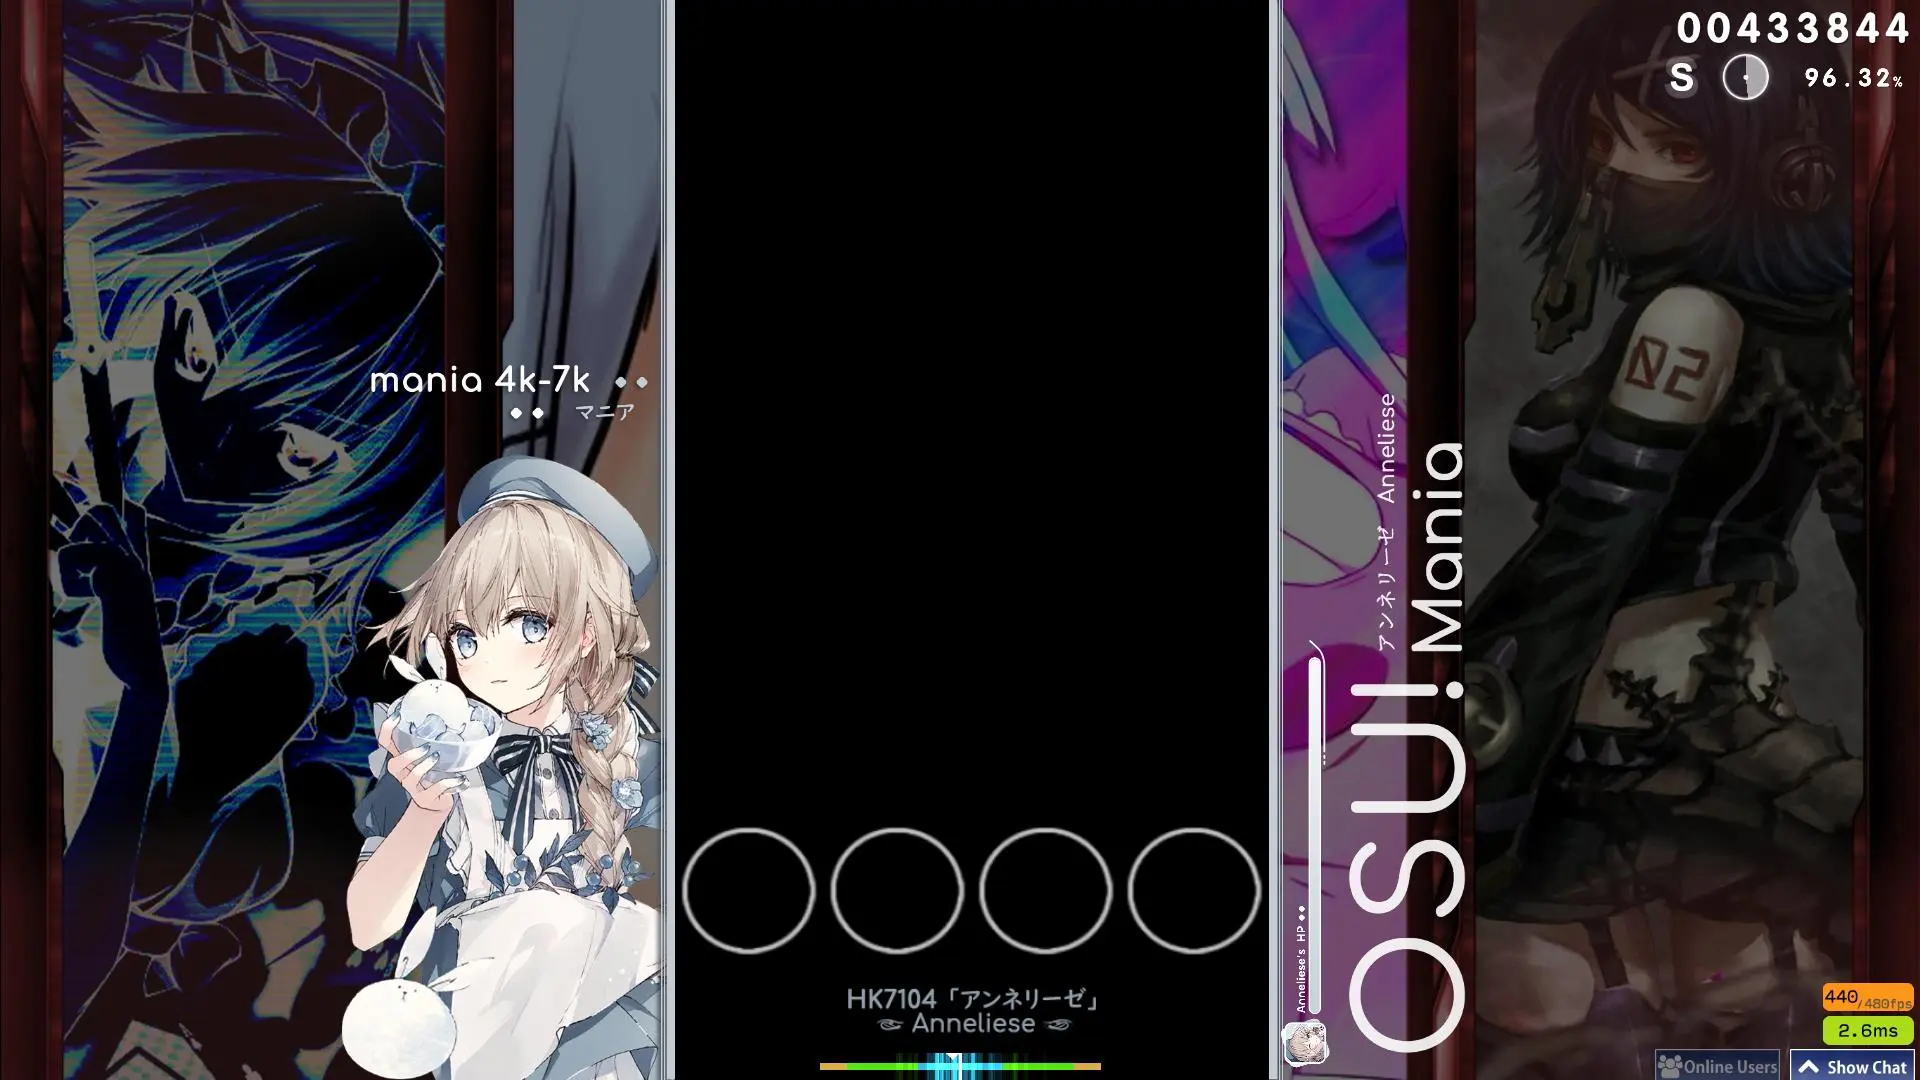 00433844
S
96.32%
mania 4k-7k
マニア
02
アンネリーゼ Anneliese
OSU! Mania
Anneliese's HP
HK7104「アンネリーゼ」
Anneliese
440/480fps
2.6ms
Online Users
Show Chat